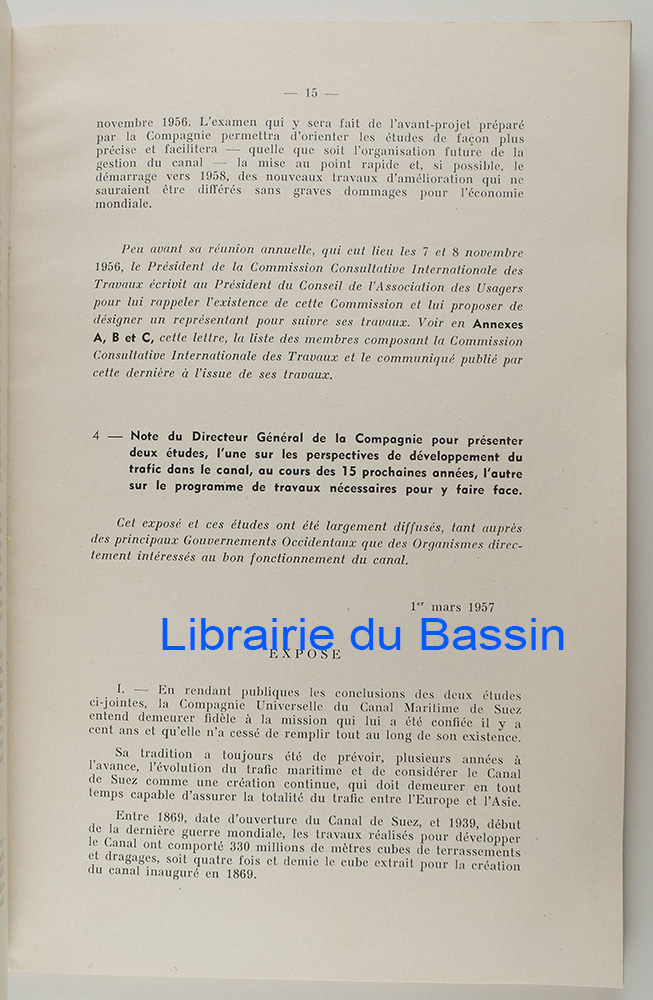 — 15 —
novembre 1956. L'examen qui y sera fait de l'avant-projet préparé
par la Compagnie permettra d'orienter les études de façon plus
précise et facilitera — quelle que soit l'organisation future de la
gestion du canal — la mise au point rapide et, si possible, le
démarrage vers 1958, des nouveaux travaux d'amélioration qui ne
sauraient être différés sans graves dommages pour l'économie
mondiale.
Peu avant sa réunion annuelle, qui eut lieu les 7 et 8 novembre
1956, le Président de la Commission Consultative Internationale des
Travaux écrivit au Président du Conseil de l'Association des Usagers
pour lui rappeler l'existence de cette Commission et lui proposer de
désigner un représentant pour suivre ses travaux. Voir en Annexes
A, B et C, cette lettre, la liste des membres composant la Commission
Consultative Internationale des Travaux et le communiqué publié par
cette dernière à l'issue de ses travaux.
4 — Note du Directeur Général de la Compagnie pour présenter
deux études, l'une sur les perspectives de développement du
trafic dans le canal, au cours des 15 prochaines années, l'autre
sur le programme de travaux nécessaires pour y faire face.
Cet exposé et ces études ont été largement diffusés, tant auprès
des principaux Gouvernements Occidentaux que des Organismes direc-
tement intéressés au bon fonctionnement du canal.
1er mars 1957
Librairie du Bassin
EXPOSE
I. — En rendant publiques les conclusions des deux études
ci-jointes, la Compagnie Universelle du Canal Maritime de Suez
entend demeurer fidèle à la mission qui lui a été confiée il y a
cent ans et qu'elle n'a cessé de remplir tout au long de son existence.
Sa tradition a toujours été de prévoir, plusieurs années à
l'avance, l'évolution du trafic maritime et de considérer le Canal
de Suez comme une création continue, qui doit demeurer en tout
temps capable d'assurer la totalité du trafic entre l'Europe et l'Asie.
Entre 1869, date d'ouverture du Canal de Suez, et 1939, début
de la dernière guerre mondiale, les travaux réalisés pour développer
le Canal ont comporté 330 millions de mètres cubes de terrassements
et dragages, soit quatre fois et demie le cube extrait pour la création
du canal inauguré en 1869.